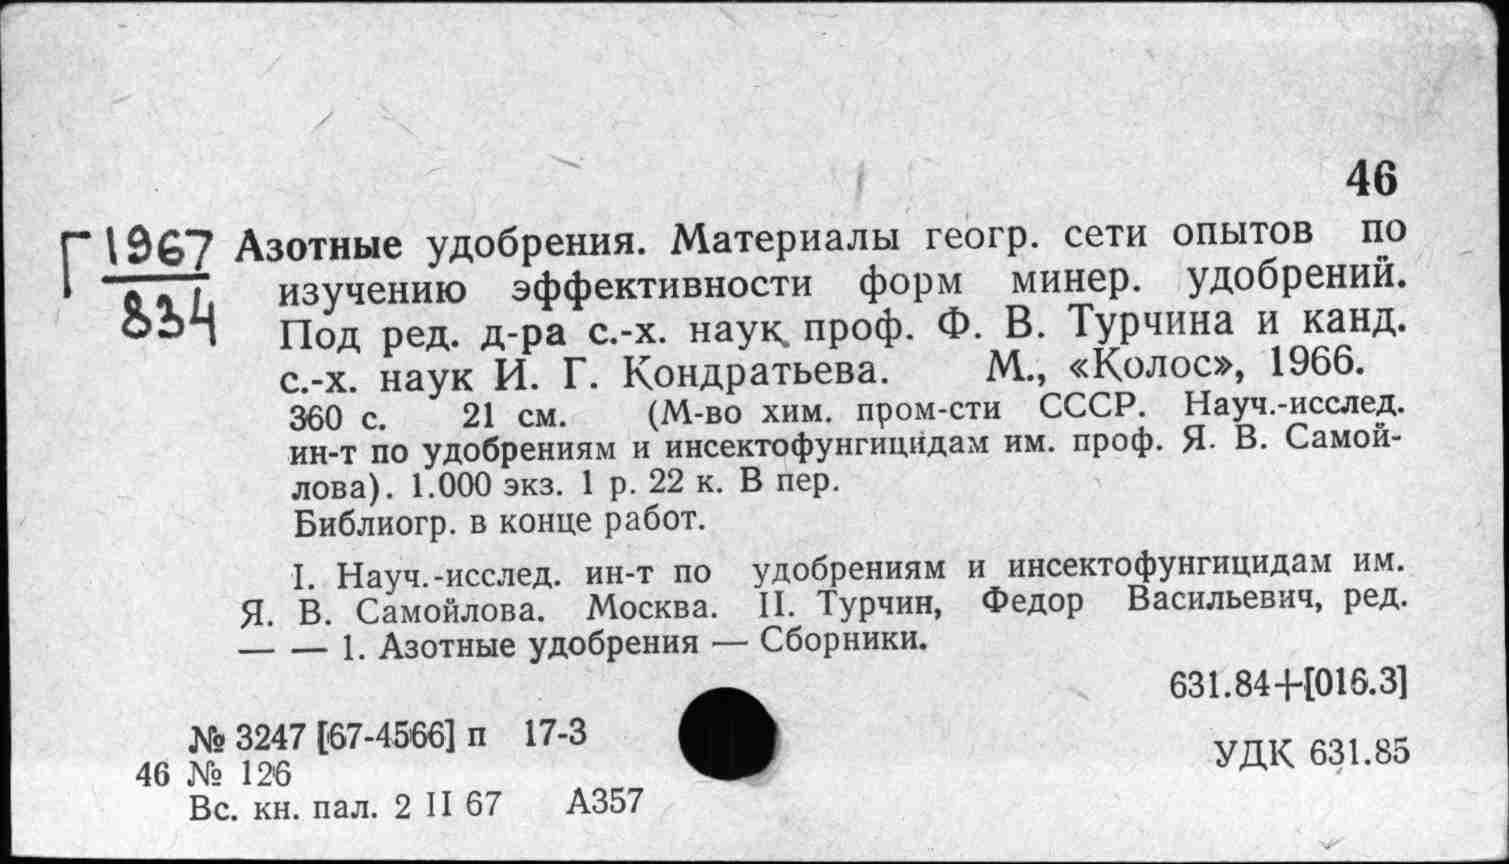 46
Г 1967 Азотные удобрения. Материалы геогр. сети опытов по
834 изучению эффективности форм минер. удобрений.
Под ред. д-ра с.-х. наук, проф. Ф. В. Турчина и канд.
с.-х. наук И. Г. Кондратьева. М., «Колос», 1966.
360 с. 21 см. (М-во хим. пром-сти СССР. Науч.-исслед.
ин-т по удобрениям и инсектофунгицидам им. проф. Я. В. Самой-
лова). 1.000 экз. 1 р. 22 к. В пер.
Библиогр. в конце работ.
I. Науч.-исслед. ин-т по удобрениям и инсектофунгицидам им.
Я. В. Самойлова. Москва. II. Турчин, Федор Васильевич, ред.
— — 1. Азотные удобрения — Сборники.
631.84+[016.3]
№ 3247 [67-4566] п 17-3
УДК 631.85
46 № 126
Вс. кн. пал. 2 II 67 А357